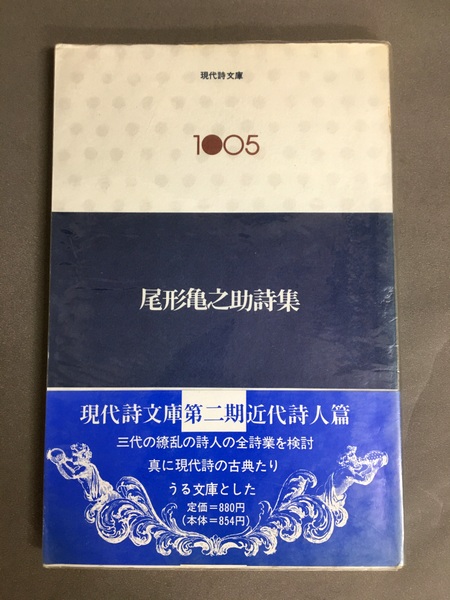 現代詩文庫
1005
尾形亀之助詩集
現代詩文庫第二期近代詩人篇
三代の繚乱の詩人の全詩業を検討
真に現代詩の古典たり
うる文庫とした
定価=880円
(本体=854円)